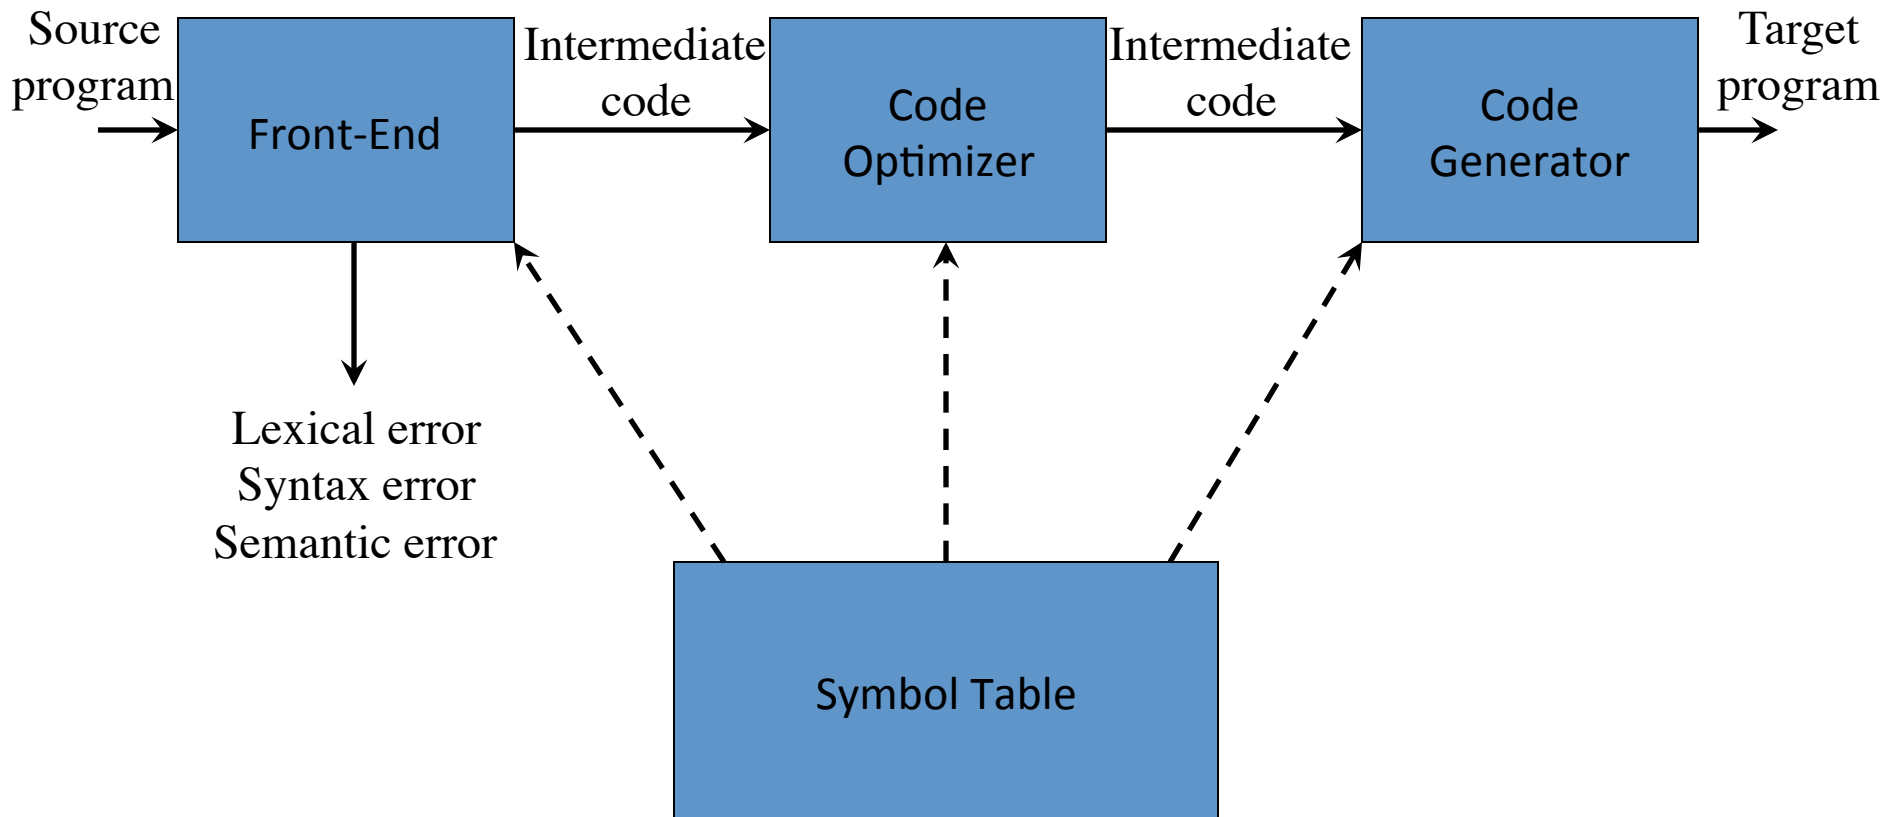 Source
program
Front-End
Intermediate
code
Code
Optimizer
Intermediate
code
Code
Generator
Target
program
Lexical error
Syntax error
Semantic error
Symbol Table